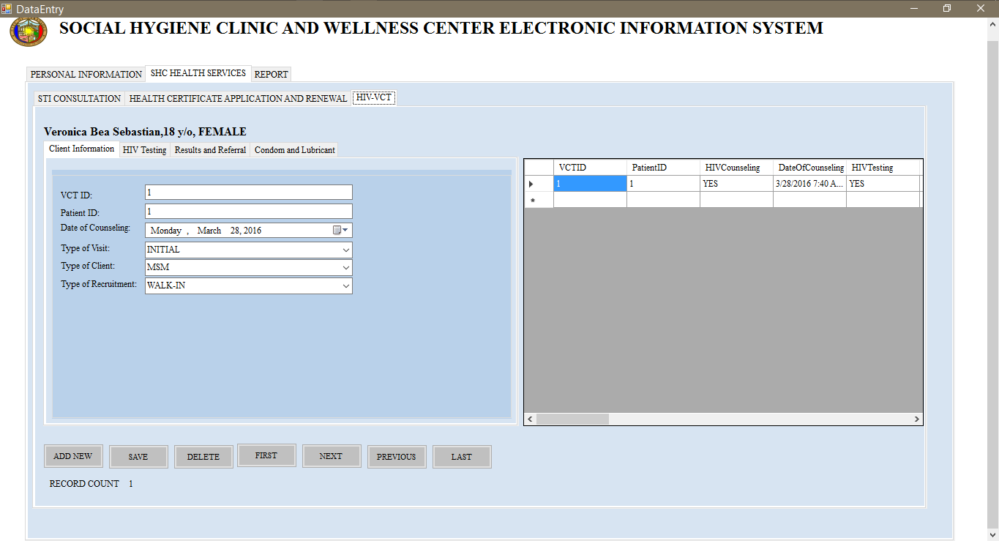 DataEntry
SOCIAL HYGIENE CLINIC AND WELLNESS CENTER ELECTRONIC INFORMATION SYSTEM
PERSONAL INFORMATION SHC HEALTH SERVICES REPORT
STI CONSULTATION HEALTH CERTIFICATE APPLICATION AND RENEWAL HIV-VCT
Veronica Bea Sebastian,18 y/o, FEMALE
Client Information HIV Testing Results and Referral Condom and Lubricant
VCT ID: 1
Patient ID: 1
Date of Counseling: Monday , March 28, 2016
Type of Visit: INITIAL
Type of Client: MSM
Type of Recruitment: WALK-IN
VCTID PatientID HIVCounseling DateOfCounseling HIVTesting
1 1 YES 3/28/2016 7:40 A... YES
ADD NEW SAVE DELETE FIRST NEXT PREVIOUS LAST
RECORD COUNT 1